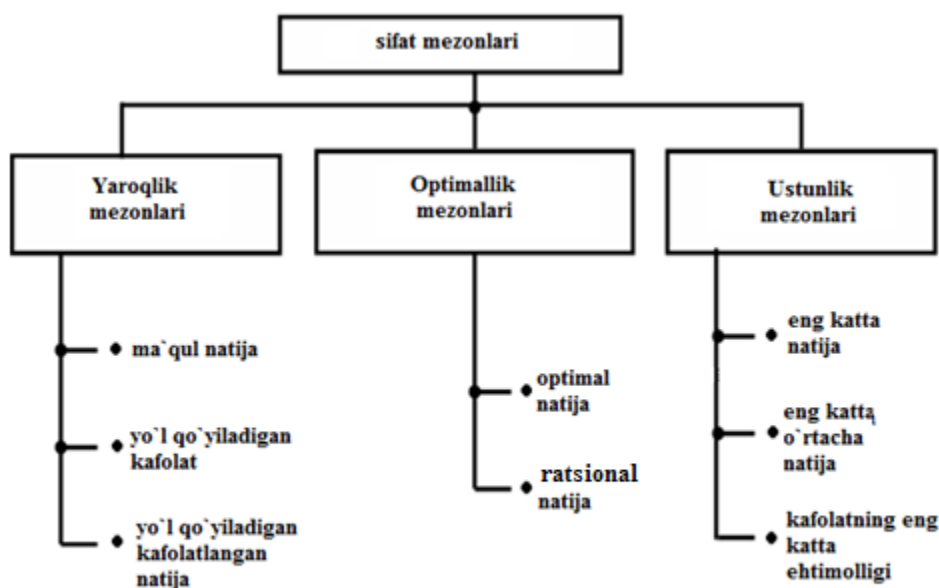 sifat mezonlari
Yaroqlik
mezonlari
Optimallik
mezonlari
Ustunlik
mezonlari
ma`qul natija
yo`l qo`yiladigan
kafolat
yo`l qo`yiladigan
kafolatlangan
natija
optimal
natija
ratsional
natija
eng katta
natija
eng katta
o`rtacha
natija
kafolatning eng
katta
ehtimolligi